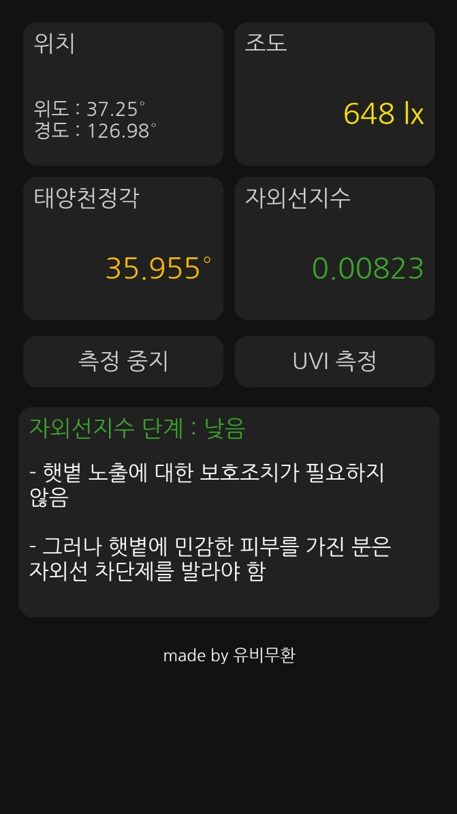 위치
위도 : 37.25°
경도 : 126.98°
조도
648 lx
태양천정각
35.955°
자외선지수
0.00823
측정 중지
UVI 측정
자외선지수 단계 : 낮음
- 햇볕 노출에 대한 보호조치가 필요하지
않음
- 그러나 햇볕에 민감한 피부를 가진 분은
자외선 차단제를 발라야 함
made by 유비무환